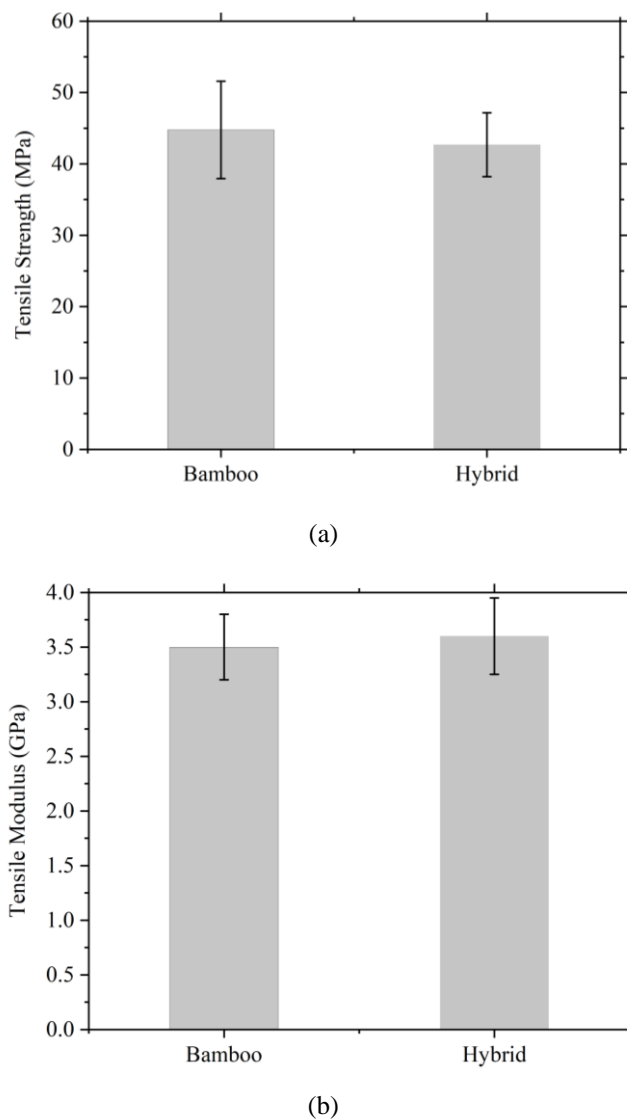 60
50
40
30
20
10
0
Tensile Strength (MPa)
Bamboo Hybrid
(a)
4.0
3.5
3.0
2.5
2.0
1.5
1.0
0.5
0.0
Tensile Modulus (GPa)
Bamboo Hybrid
(b)